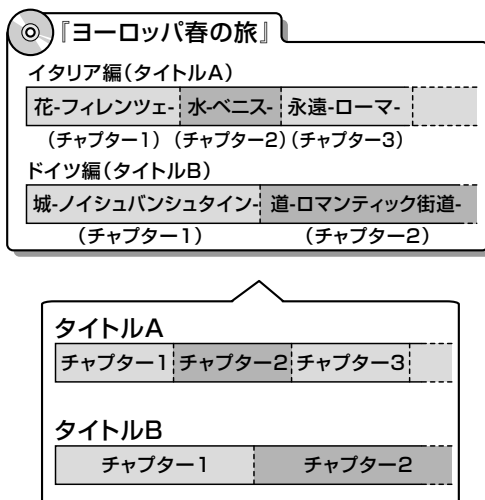 『ヨーロッパ春の旅』
イタリア編(タイトルA)
花-フィレンツェ- 水-ベニス- 永遠-ローマ-
(チャプター1) (チャプター2) (チャプター3)
ドイツ編(タイトルB)
城-ノイシュバンシュタイン- 道-ロマンティック街道-
(チャプター1) (チャプター2)
タイトルA
チャプター1 チャプター2 チャプター3
タイトルB
チャプター1 チャプター2